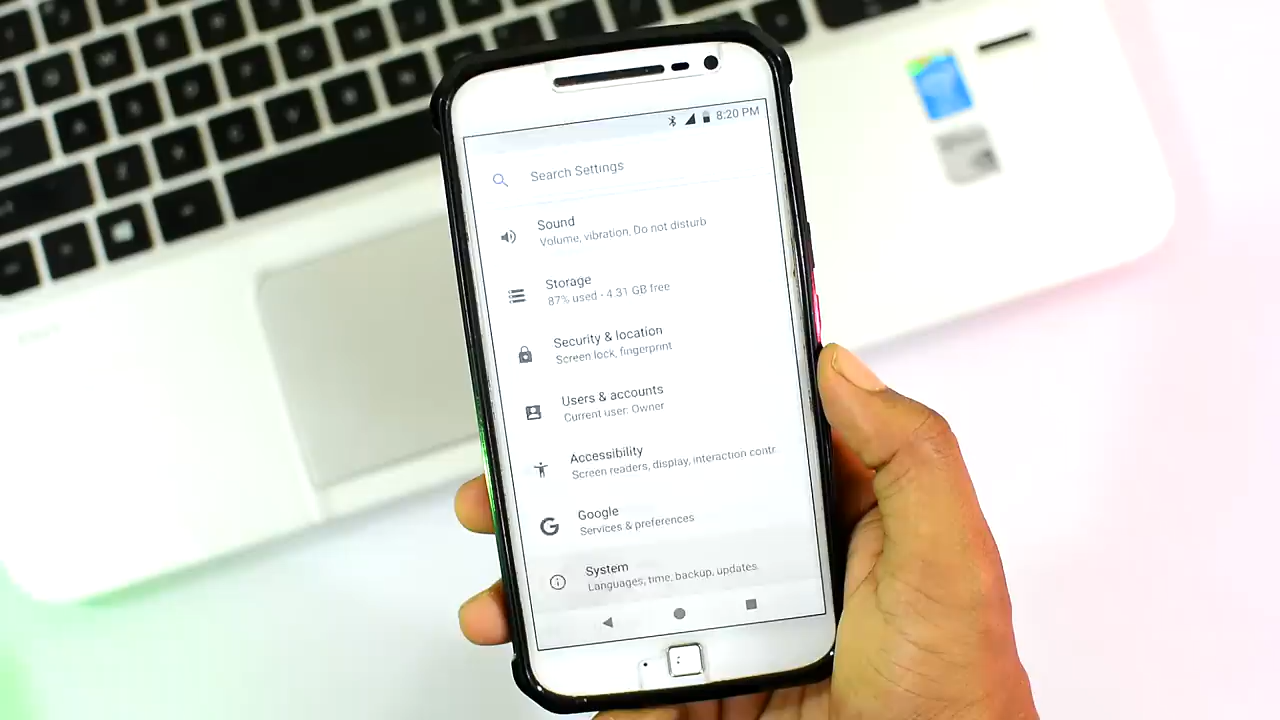 8:20 PM
Search Settings
Sound
Volume, vibration, Do not disturb
Storage
87% used • 4.31 GB free
Security & location
Screen lock, fingerprint
Users & accounts
Current user: Owner
Accessibility
Screen readers, display, interaction contr
Google
Services & preferences
System
Languages, time, backup, updates